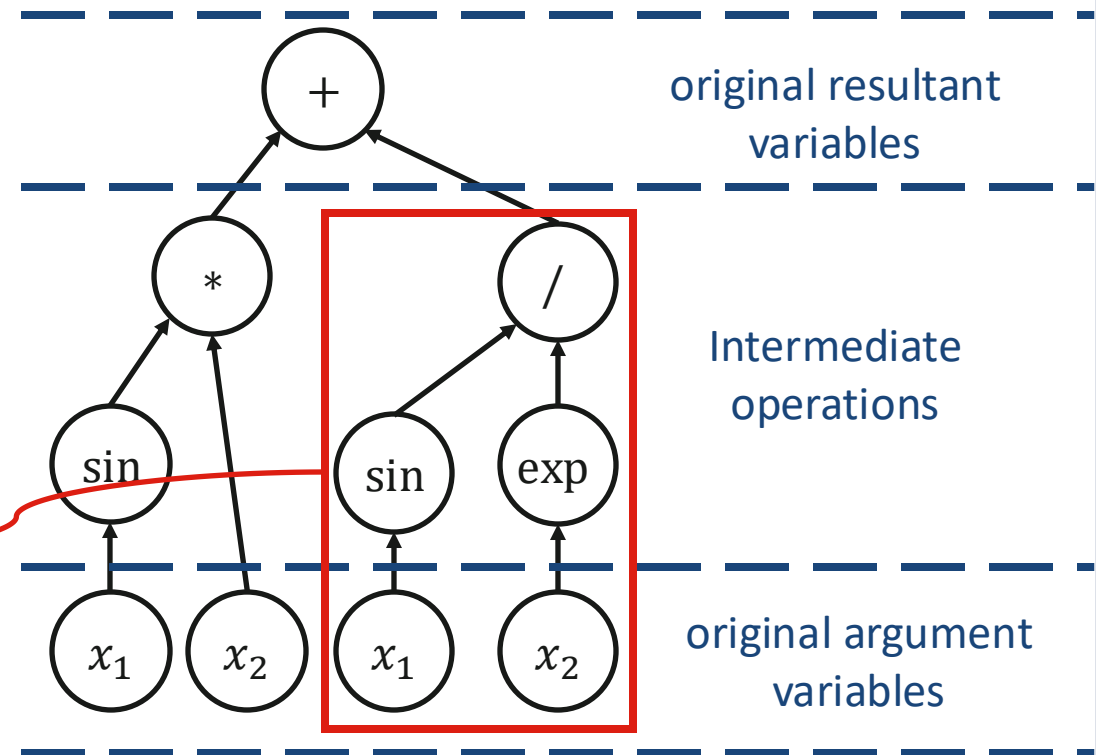 +
original resultant
variables
*
/
Intermediate
operations
sin
sin
exp
x₁
x₂
x₁
x₂
original argument
variables